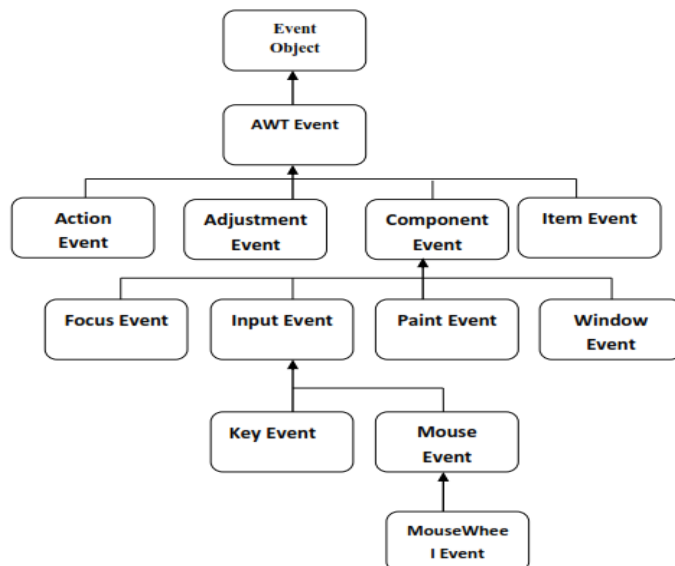 Event
Object
AWT Event
Action
Event
Adjustment
Event
Component
Event
Item Event
Focus Event
Input Event
Paint Event
Window
Event
Key Event
Mouse
Event
MouseWhee
l Event